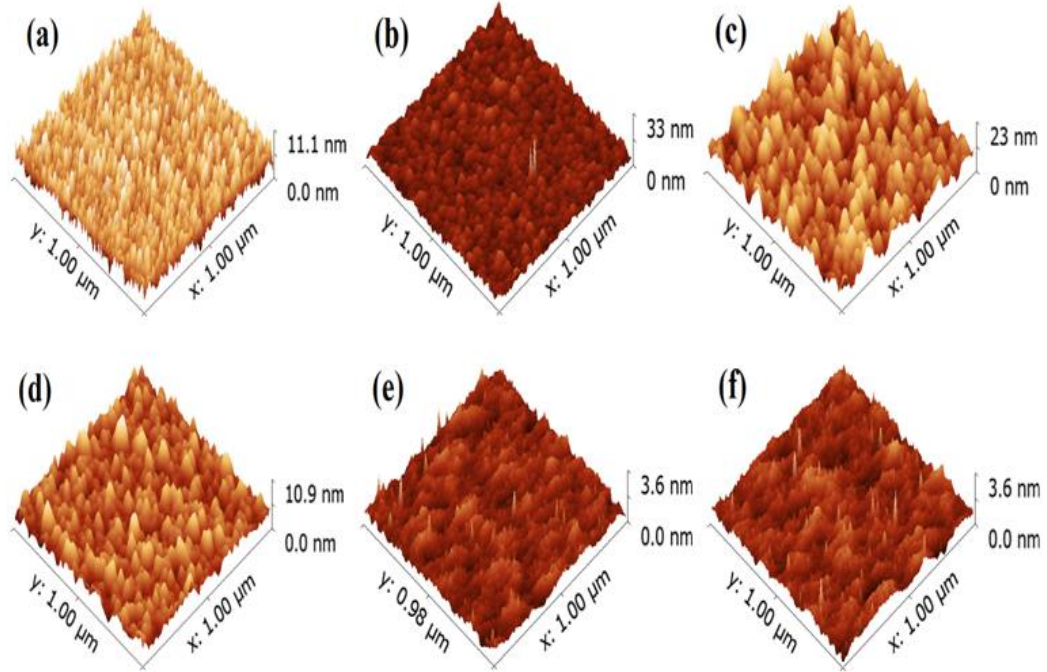 (a)
11.1 nm
0.0 nm
y: 1.00 μm
x: 1.00 μm
(b)
33 nm
0 nm
y: 1.00 μm
x: 1.00 μm
(c)
23 nm
0 nm
y: 1.00 μm
x: 1.00 μm
(d)
10.9 nm
0.0 nm
y: 1.00 μm
x: 1.00 μm
(e)
3.6 nm
0.0 nm
y: 0.98 μm
x: 1.00 μm
(f)
3.6 nm
0.0 nm
y: 1.00 μm
x: 1.00 μm